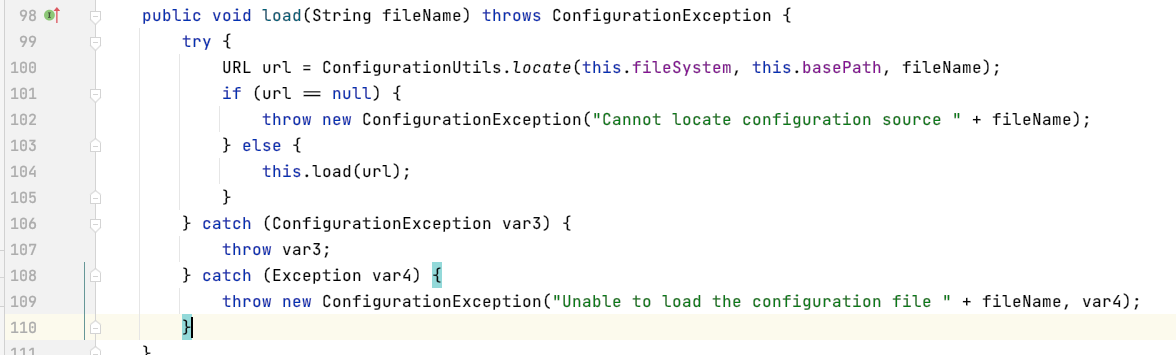 98 public void load(String fileName) throws ConfigurationException {
99 try {
100 URL url = ConfigurationUtils.locate(this.fileSystem, this.basePath, fileName);
101 if (url == null) {
102 throw new ConfigurationException("Cannot locate configuration source " + fileName);
103 } else {
104 this.load(url);
105 }
106 } catch (ConfigurationException var3) {
107 throw var3;
108 } catch (Exception var4) {
109 throw new ConfigurationException("Unable to load the configuration file " + fileName, var4);
110 }
111 }